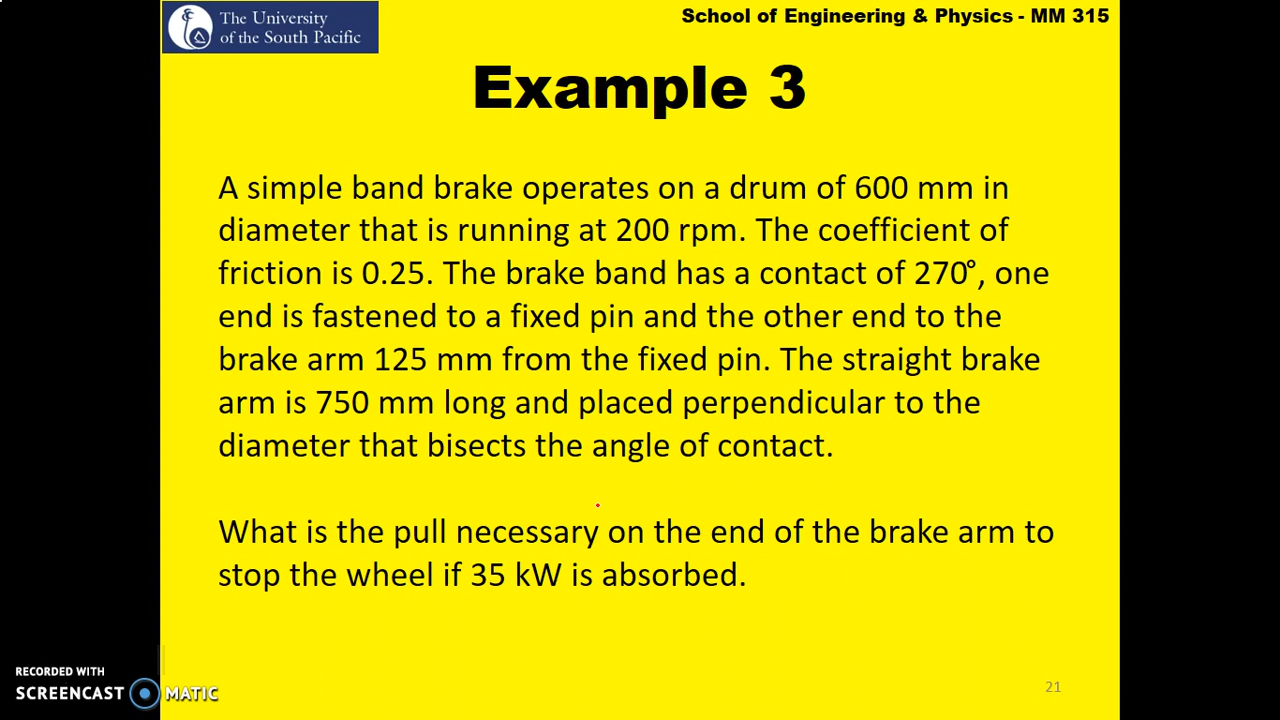 The University
of the South Pacific
School of Engineering & Physics - MM 315
Example 3
A simple band brake operates on a drum of 600 mm in
diameter that is running at 200 rpm. The coefficient of
friction is 0.25. The brake band has a contact of 270°, one
end is fastened to a fixed pin and the other end to the
brake arm 125 mm from the fixed pin. The straight brake
arm is 750 mm long and placed perpendicular to the
diameter that bisects the angle of contact.
What is the pull necessary on the end of the brake arm to
stop the wheel if 35 kW is absorbed.
RECORDED WITH
SCREENCAST MATIC
21